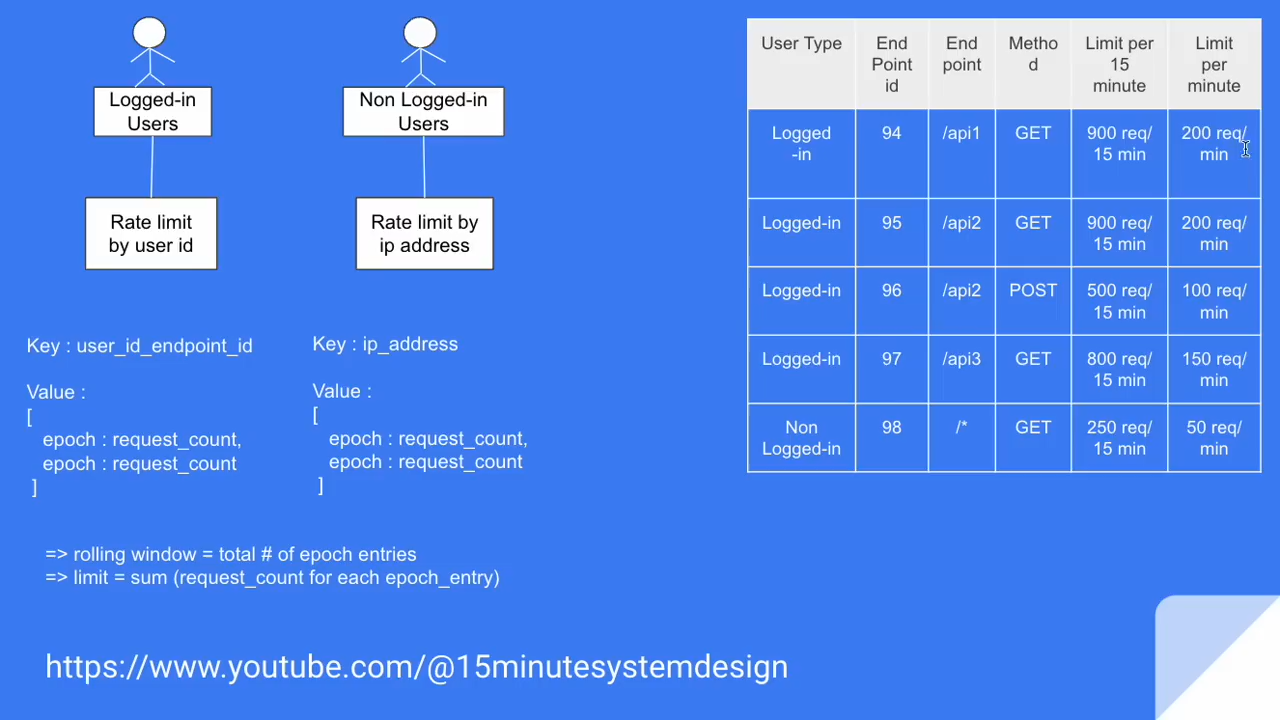 Logged-in
Users
Non Logged-in
Users
Rate limit
by user id
Rate limit by
ip address
Key : user_id_endpoint_id
Value :
[
epoch : request_count,
epoch : request_count
]
Key : ip_address
Value :
[
epoch : request_count,
epoch : request_count
]
=> rolling window = total # of epoch entries
=> limit = sum (request_count for each epoch_entry)
https://www.youtube.com/@15minutesystemdesign
User Type
End
Point
id
End
point
Metho
d
Limit per
15
minute
Limit
per
minute
Logged
-in
94
/api1
GET
900 req/
15 min
200 req/
min
Logged-in
95
/api2
GET
900 req/
15 min
200 req/
min
Logged-in
96
/api2
POST
500 req/
15 min
100 req/
min
Logged-in
97
/api3
GET
800 req/
15 min
150 req/
min
Non
Logged-in
98
/*
GET
250 req/
15 min
50 req/
min